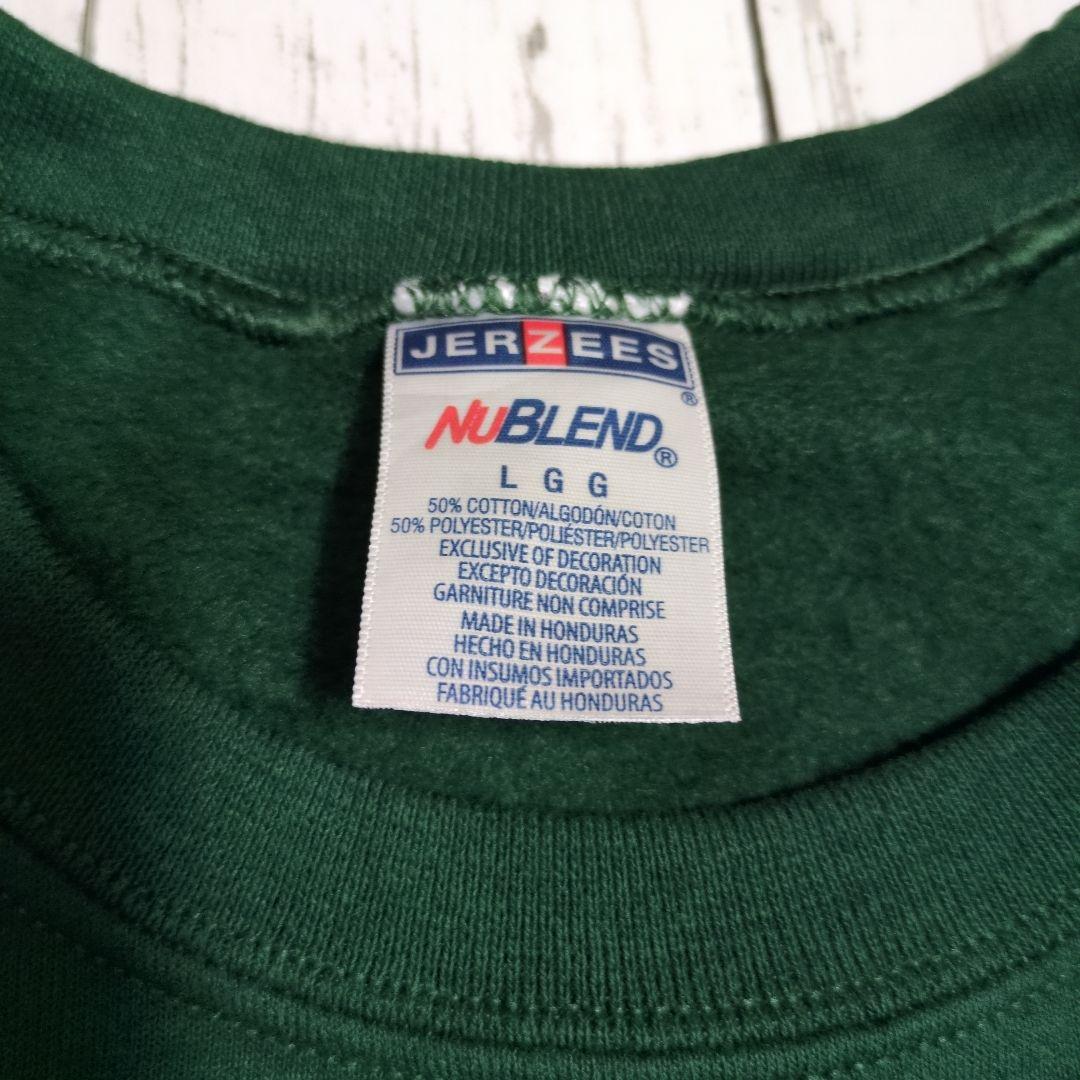 JERZEES
®
NUBLEND®
L G G
50% COTTON/ALGODÓN/COTON
50% POLYESTER/POLIÉSTER/POLYESTER
EXCLUSIVE OF DECORATION
EXCEPTO DECORACIÓN
GARNITURE NON COMPRISE
MADE IN HONDURAS
HECHO EN HONDURAS
CON INSUMOS IMPORTADOS
FABRIQUÉ AU HONDURAS